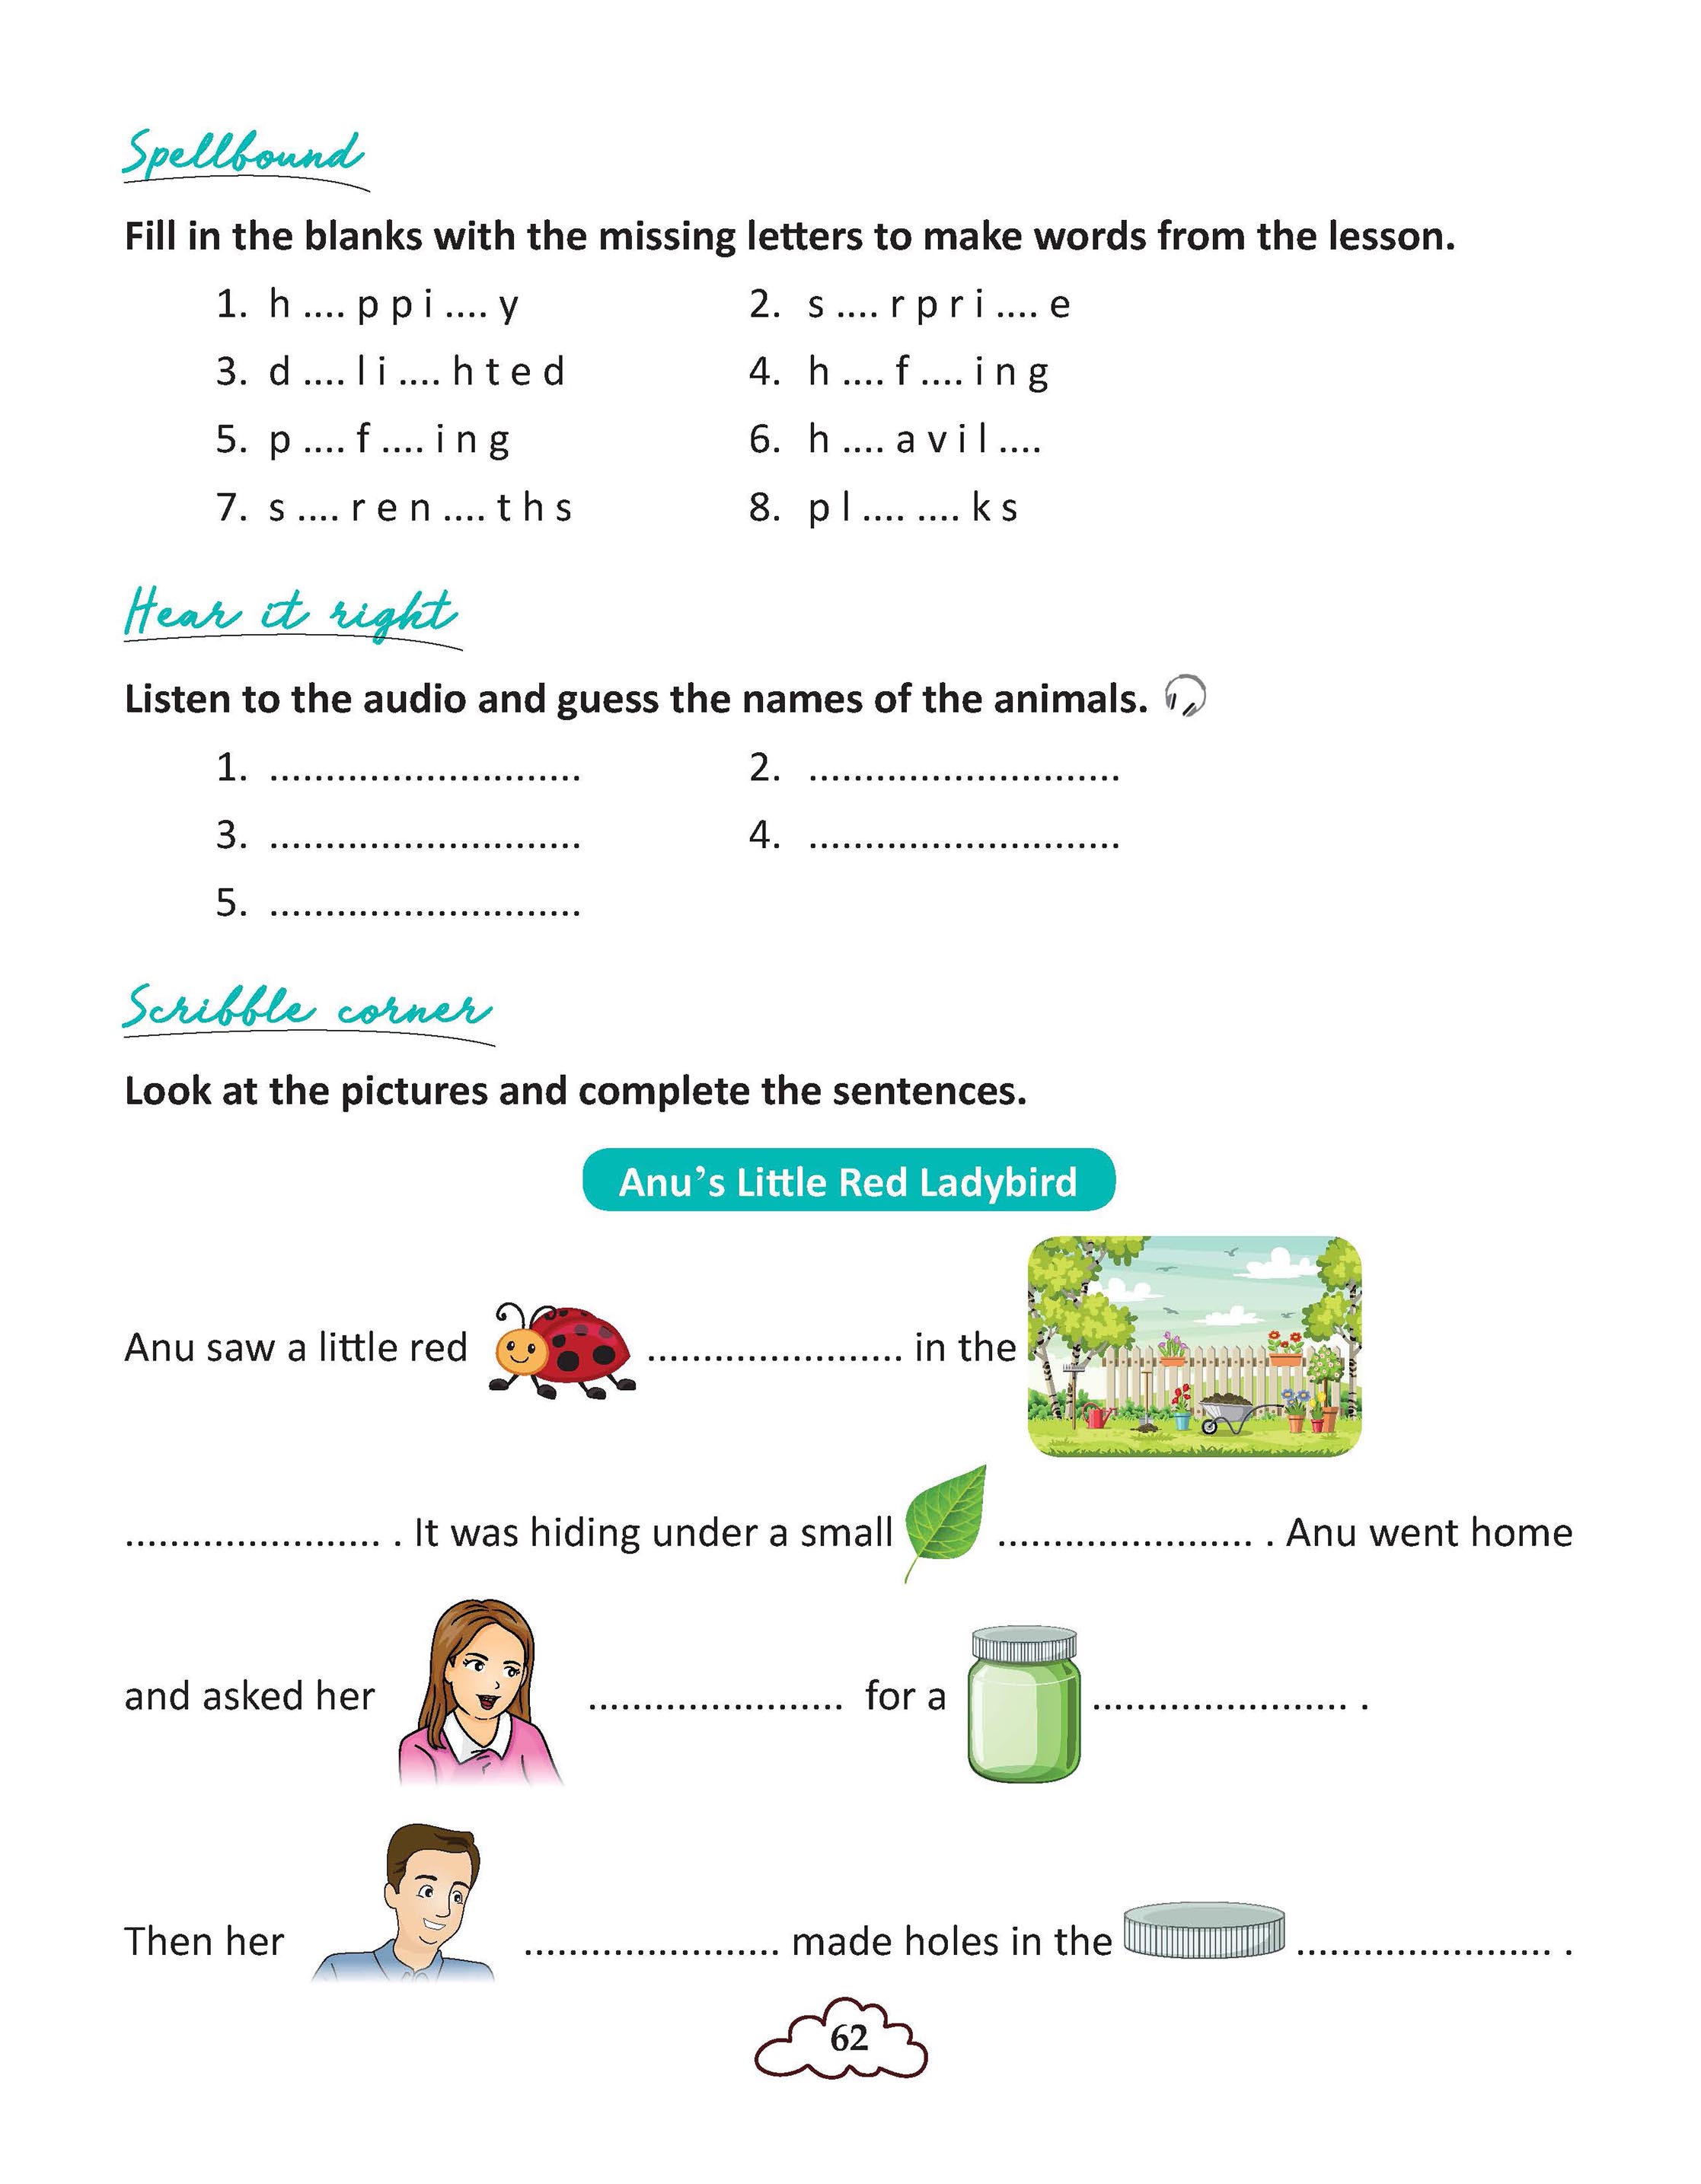 Spellbound
Fill in the blanks with the missing letters to make words from the lesson.
1. h .... p p i .... y 2. s .... r p r i .... e
3. d .... l i .... h t e d 4. h .... f .... i n g
5. p .... f .... i n g 6. h .... a v i l ....
7. s .... r e n .... t h s 8. p l .... .... k s
Hear it right
Listen to the audio and guess the names of the animals.
1. ............................ 2. ............................
3. ............................ 4. ............................
5. ............................
Scribble corner
Look at the pictures and complete the sentences.
Anu's Little Red Ladybird
Anu saw a little red ....................... in the
....................... . It was hiding under a small ....................... . Anu went home
and asked her ....................... for a ....................... .
Then her ....................... made holes in the ....................... .
62